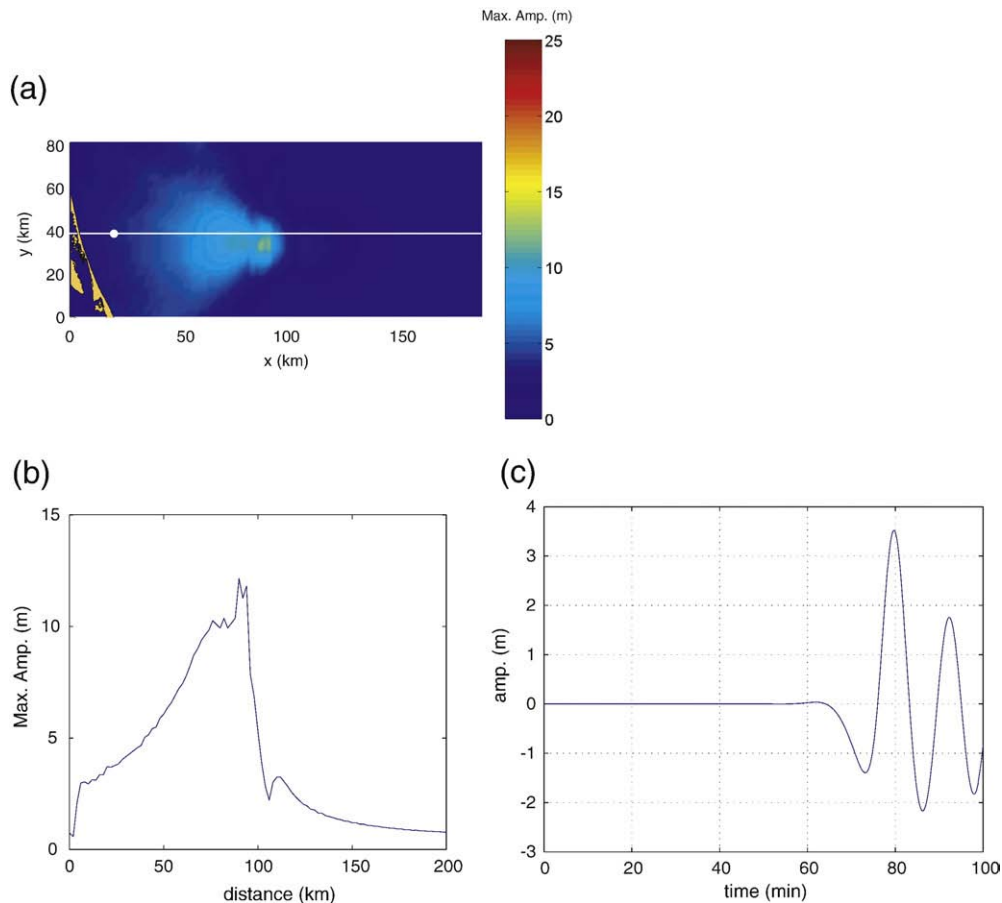 Max. Amp. (m)
25
20
15
10
5
0
(a)
y (km)
80
60
40
20
0
0 50 100 150
x (km)
(b)
Max. Amp. (m)
15
10
5
0
0 50 100 150 200
distance (km)
(c)
amp. (m)
4
3
2
1
0
-1
-2
-3
0 20 40 60 80 100
time (min)